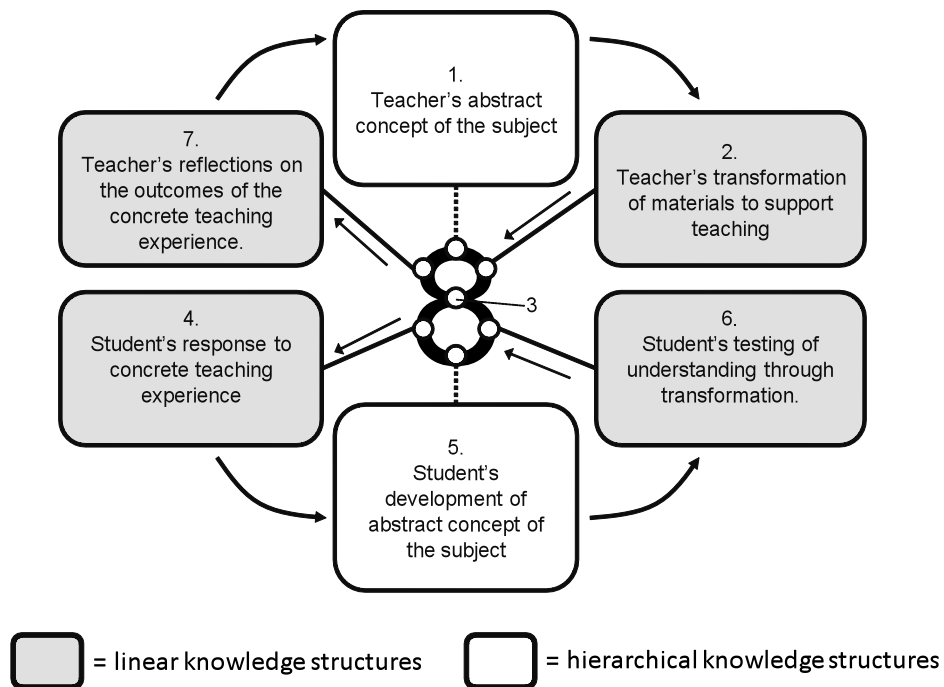 1.
Teacher’s abstract
concept of the subject
7.
Teacher’s reflections on
the outcomes of the
concrete teaching
experience.
2.
Teacher’s transformation
of materials to support
teaching
3
4.
Student’s response to
concrete teaching
experience
6.
Student’s testing of
understanding through
transformation.
5.
Student’s
development of
abstract concept of
the subject
= linear knowledge structures
= hierarchical knowledge structures